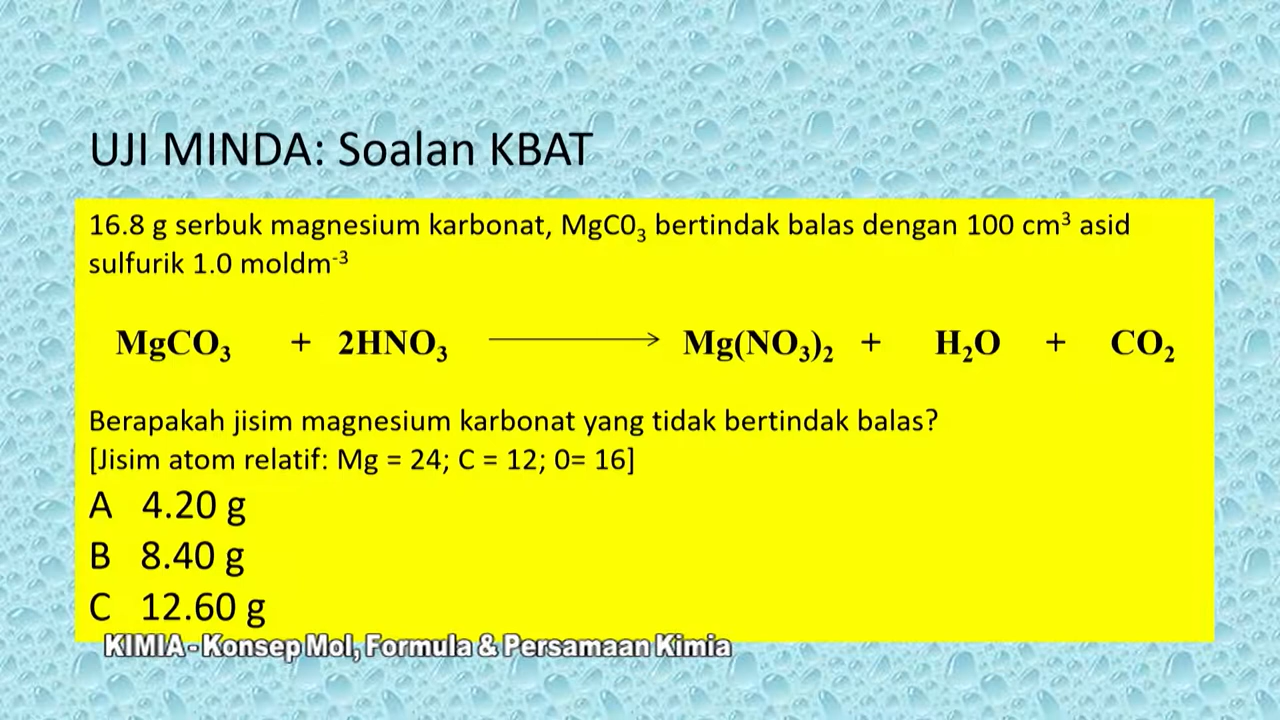 UJI MINDA: Soalan KBAT
16.8 g serbuk magnesium karbonat, MgC0₃ bertindak balas dengan 100 cm³ asid
sulfurik 1.0 moldm⁻³
MgCO₃ + 2HNO₃ ⟶ Mg(NO₃)₂ + H₂O + CO₂
Berapakah jisim magnesium karbonat yang tidak bertindak balas?
[Jisim atom relatif: Mg = 24; C = 12; 0= 16]
A 4.20 g
B 8.40 g
C 12.60 g
KIMIA - Konsep Mol, Formula & Persamaan Kimia